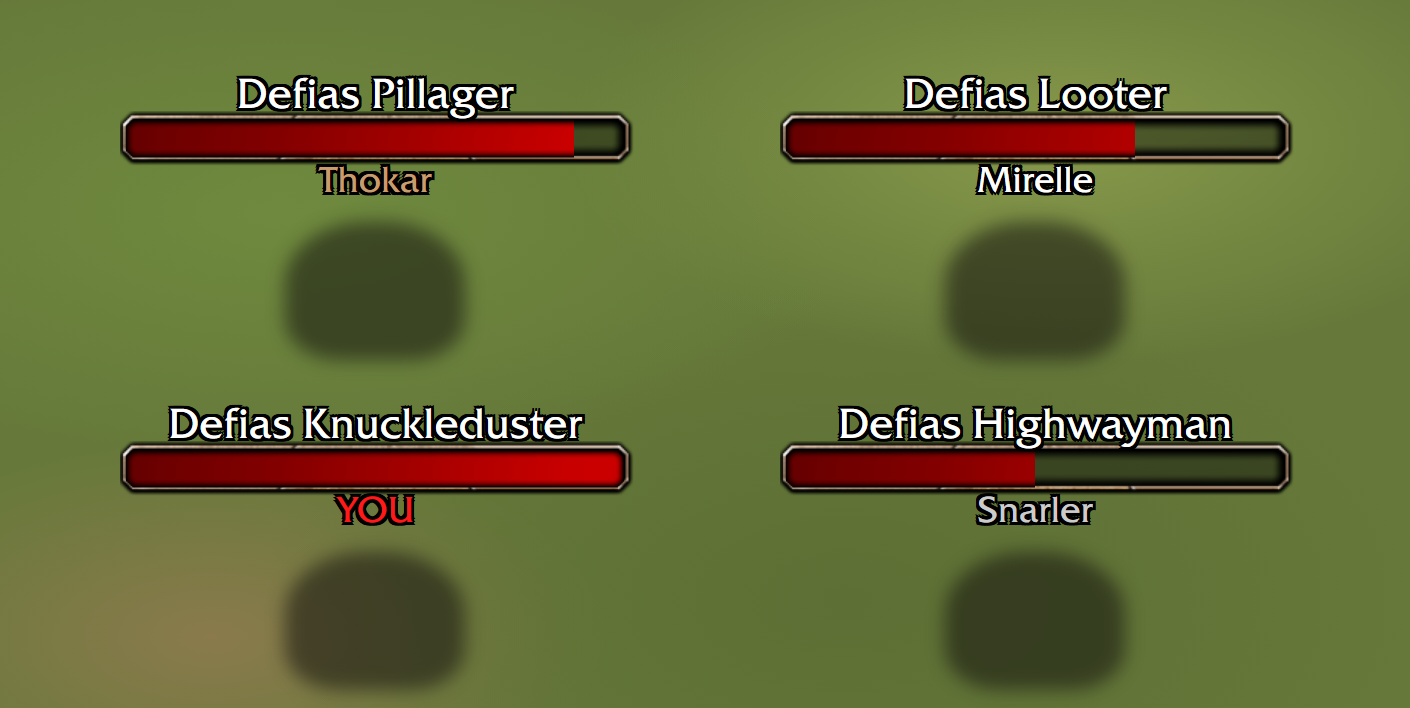 Defias Pillager
Thokar
Defias Looter
Mirelle
Defias Knuckleduster
YOU
Defias Highwayman
Snarler